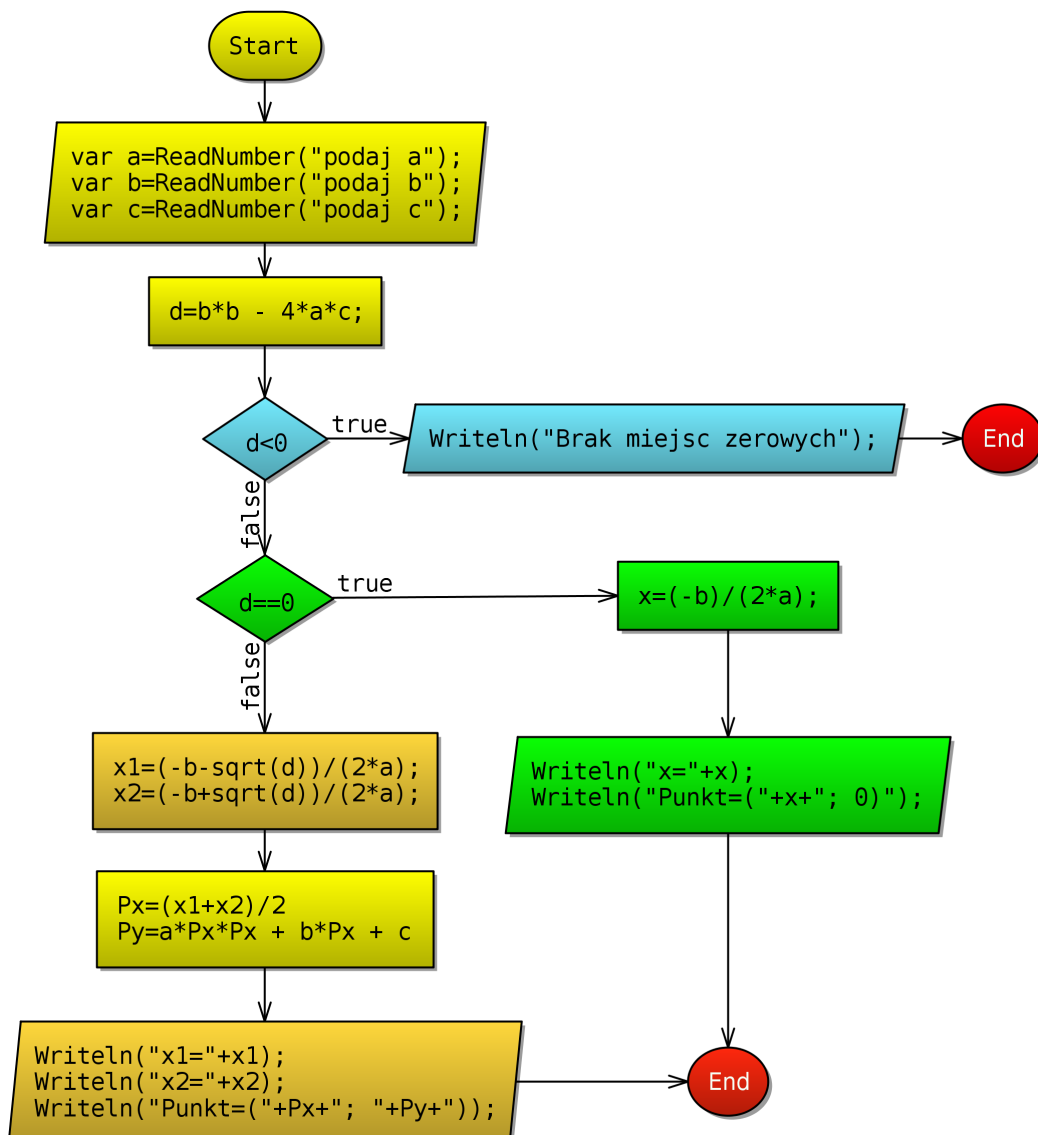 Start
var a=ReadNumber("podaj a");
var b=ReadNumber("podaj b");
var c=ReadNumber("podaj c");
d=b*b - 4*a*c;
d<0
true
Writeln("Brak miejsc zerowych");
End
false
d==0
true
x=(-b)/(2*a);
false
x1=(-b-sqrt(d))/(2*a);
x2=(-b+sqrt(d))/(2*a);
Writeln("x="+x);
Writeln("Punkt=("+x+"; 0)");
Px=(x1+x2)/2
Py=a*Px*Px + b*Px + c
Writeln("x1="+x1);
Writeln("x2="+x2);
Writeln("Punkt=("+Px+"; "+Py+"));
End